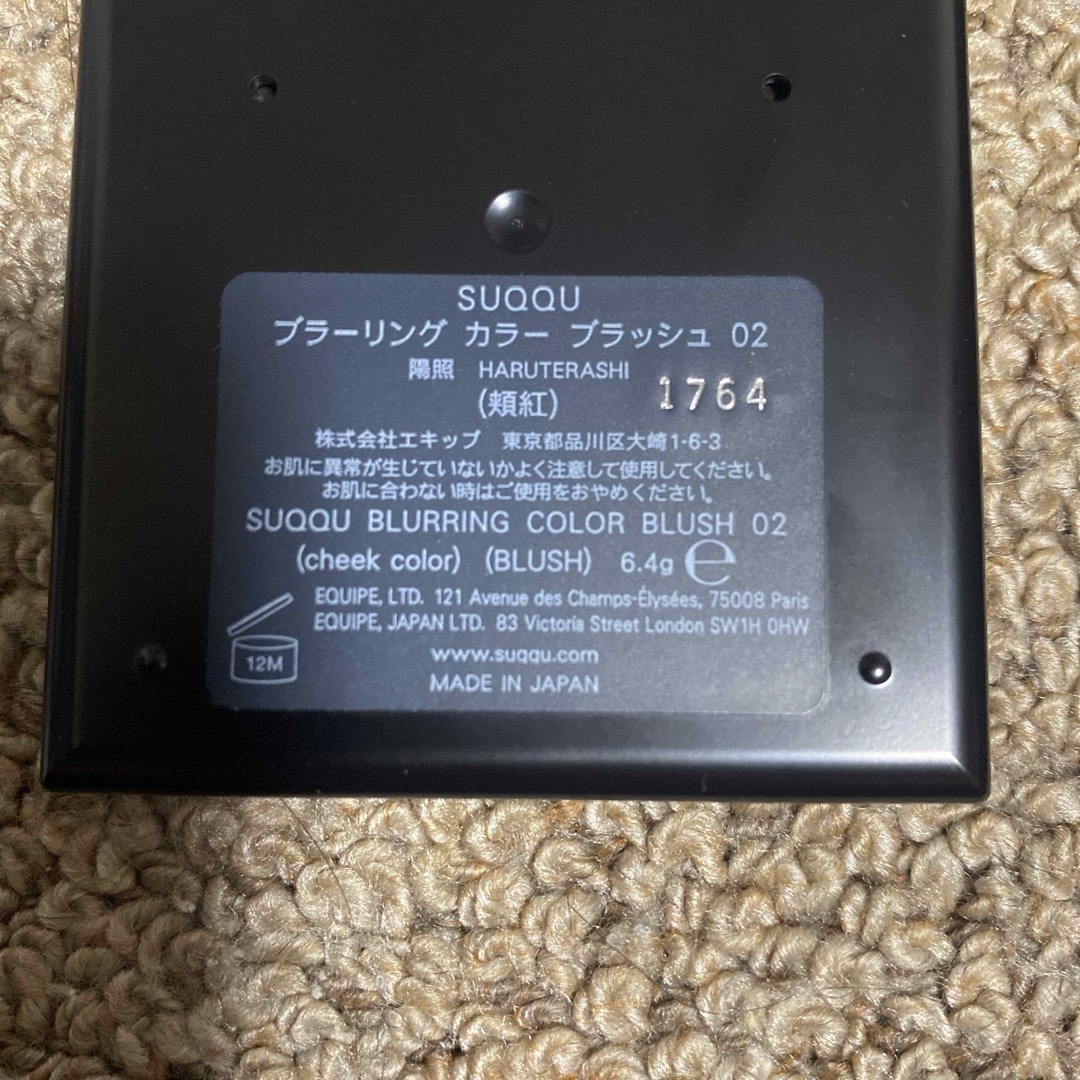 SUQQU
ブラーリング カラー ブラッシュ 02
陽照 HARUTERASHI
(頬紅)
1764
株式会社エキップ 東京都品川区大崎1-6-3
お肌に異常が生じていないかよく注意して使用してください。
お肌に合わない時はご使用をおやめください。
SUQQU BLURRING COLOR BLUSH 02
(cheek color) (BLUSH) 6.4g ℮
EQUIPE, LTD. 121 Avenue des Champs-Élysées, 75008 Paris
EQUIPE, JAPAN LTD. 83 Victoria Street London SW1H 0HW
12M
www.suqqu.com
MADE IN JAPAN